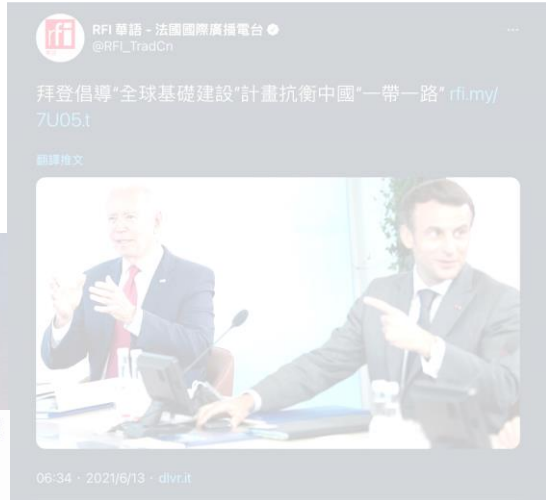 RFI 華語 - 法國國際廣播電台
@RFI_TradCn
拜登倡導“全球基礎建設”計畫抗衡中國“一帶一路” rfi.my/
7U05.t
翻譯推文
06:34 · 2021/6/13 · dlvr.it